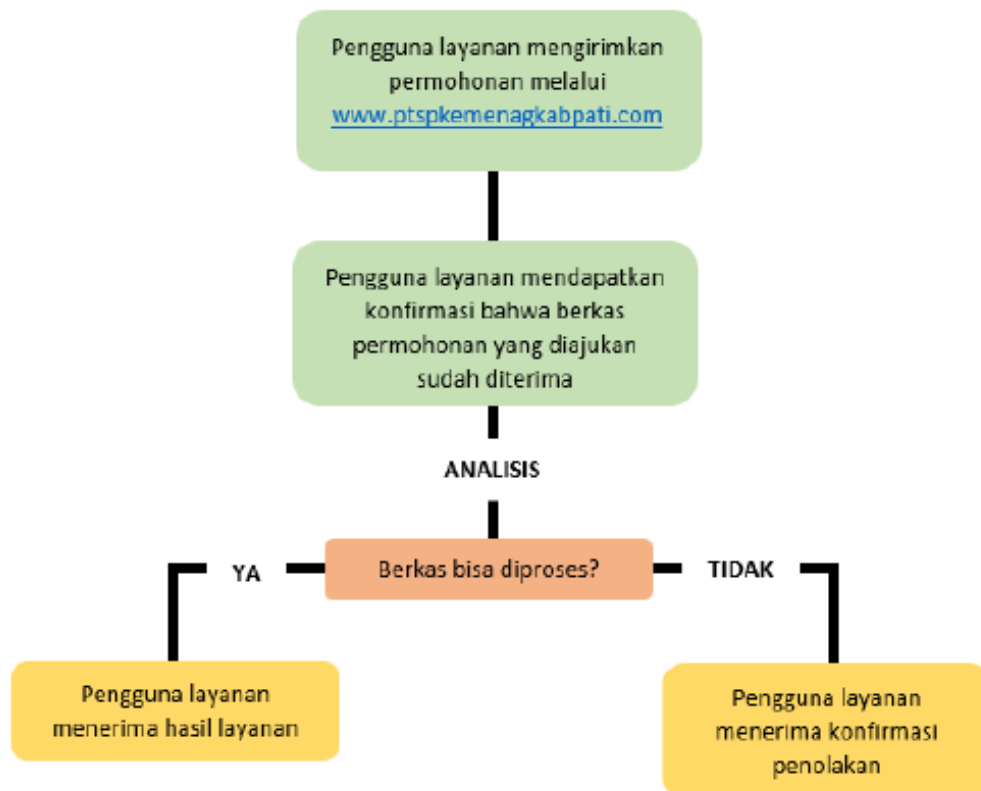 Pengguna layanan mengirimkan
permohonan melalui
www.ptspkemenagkabpati.com
Pengguna layanan mendapatkan
konfirmasi bahwa berkas
permohonan yang diajukan
sudah diterima
ANALISIS
YA
Berkas bisa diproses?
TIDAK
Pengguna layanan
menerima hasil layanan
Pengguna layanan
menerima konfirmasi
penolakan